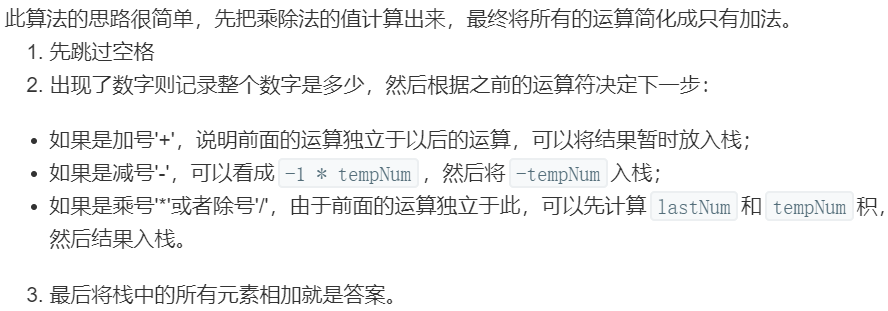 此算法的思路很简单，先把乘除法的值计算出来，最终将所有的运算简化成只有加法。
1. 先跳过空格
2. 出现了数字则记录整个数字是多少，然后根据之前的运算符决定下一步：
• 如果是加号'+'，说明前面的运算独立于以后的运算，可以将结果暂时放入栈；
• 如果是减号'-'，可以看成 -1 * tempNum ，然后将 -tempNum 入栈；
• 如果是乘号'*'或者除号'/'，由于前面的运算独立于此，可以先计算 lastNum 和 tempNum 积，
然后结果入栈。
3. 最后将栈中的所有元素相加就是答案。